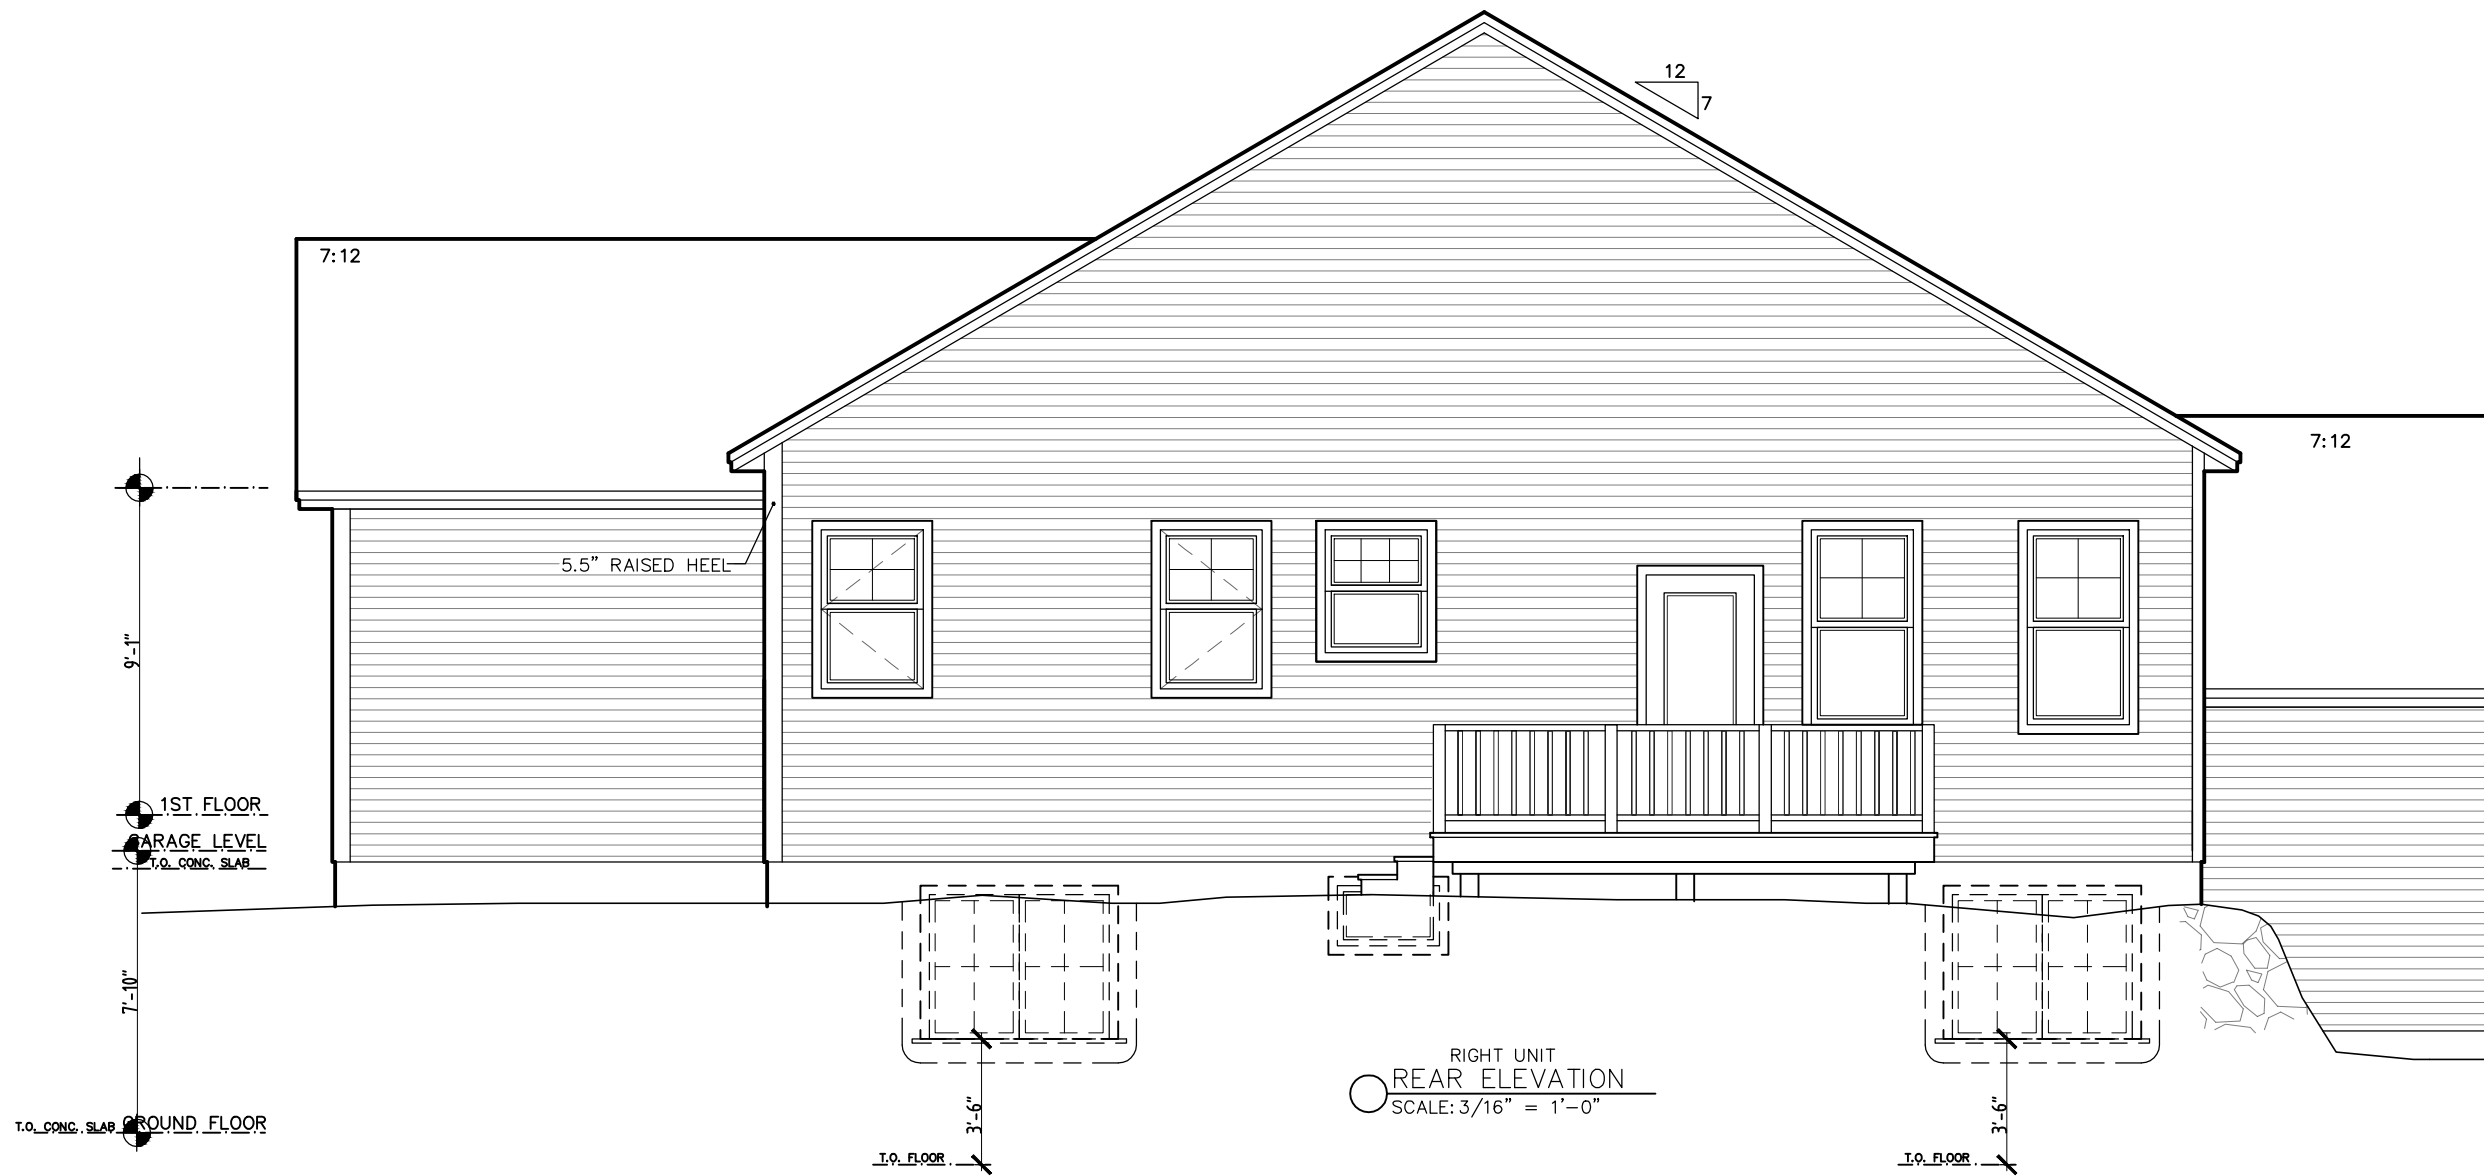 12
7
7:12
7:12
5.5" RAISED HEEL
9'-1"
1ST FLOOR
GARAGE LEVEL
T.O. CONC. SLAB
7'-10"
RIGHT UNIT
REAR ELEVATION
SCALE: 3/16" = 1'-0"
3'-6"
3'-6"
T.O. CONC. SLAB GROUND FLOOR
T.O. FLOOR
T.O. FLOOR